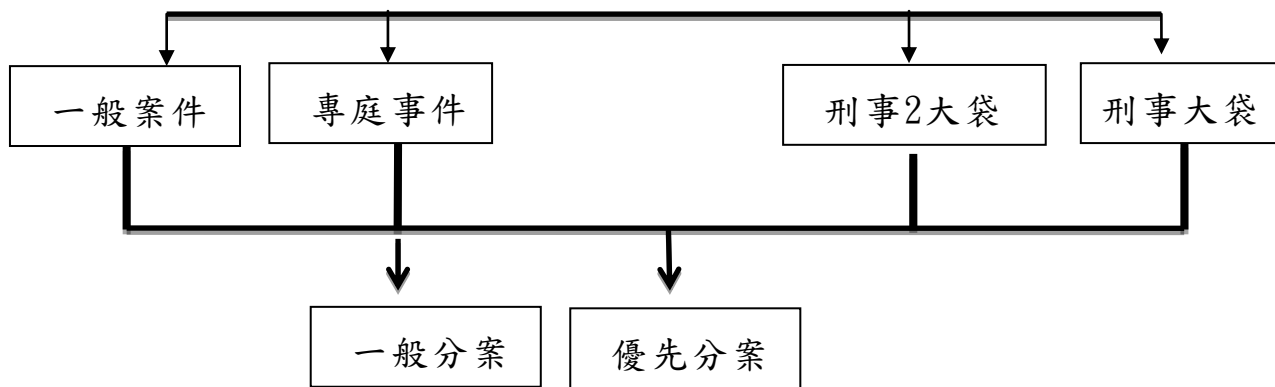 一般案件
專庭事件
刑事2大袋
刑事大袋
一般分案
優先分案